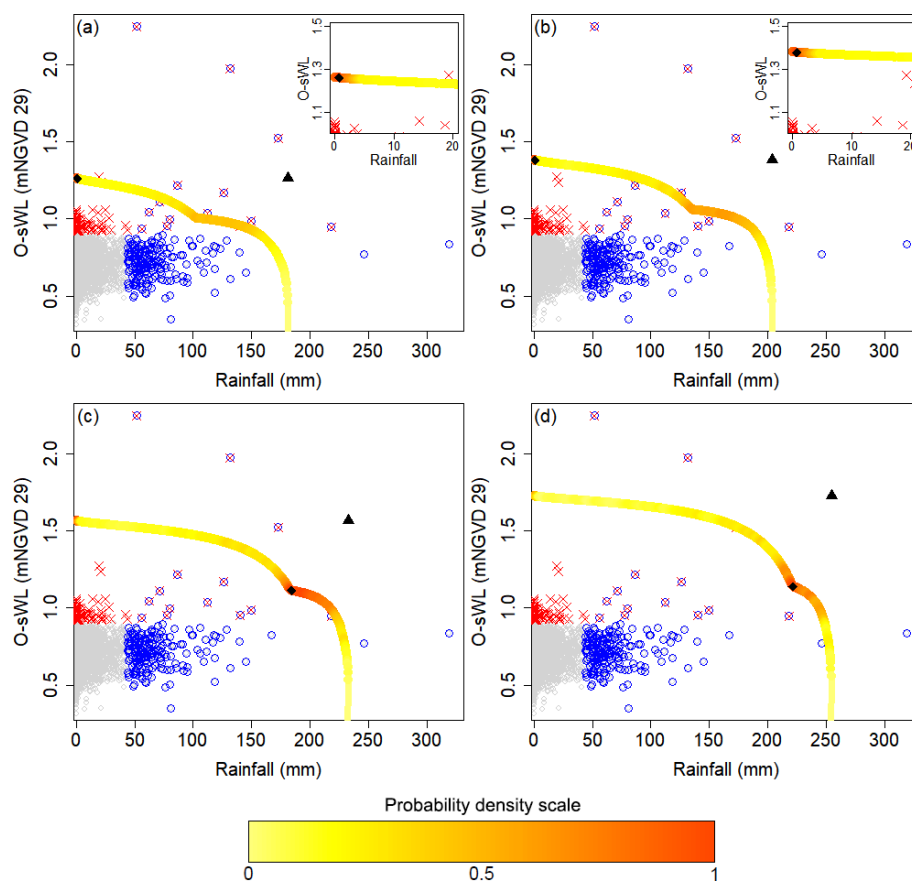 (a)
O-sWL (mNGVD 29)
0.5 1.0 1.5 2.0
0 50 100 150 200 250 300
Rainfall (mm)
O-sWL
1.1 1.3 1.5
0 10 20
Rainfall
(b)
O-sWL (mNGVD 29)
0.5 1.0 1.5 2.0
0 50 100 150 200 250 300
Rainfall (mm)
O-sWL
1.1 1.3 1.5
0 10 20
Rainfall
(c)
O-sWL (mNGVD 29)
0.5 1.0 1.5 2.0
0 50 100 150 200 250 300
Rainfall (mm)
(d)
O-sWL (mNGVD 29)
0.5 1.0 1.5 2.0
0 50 100 150 200 250 300
Rainfall (mm)
Probability density scale
0 0.5 1